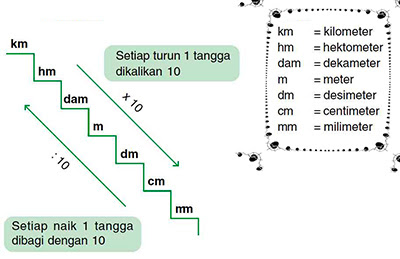 km
hm
dam
m
dm
cm
mm
Setiap turun 1 tangga
dikalikan 10
x 10
: 10
Setiap naik 1 tangga
dibagi dengan 10
km = kilometer
hm = hektometer
dam = dekameter
m = meter
dm = desimeter
cm = centimeter
mm = milimeter